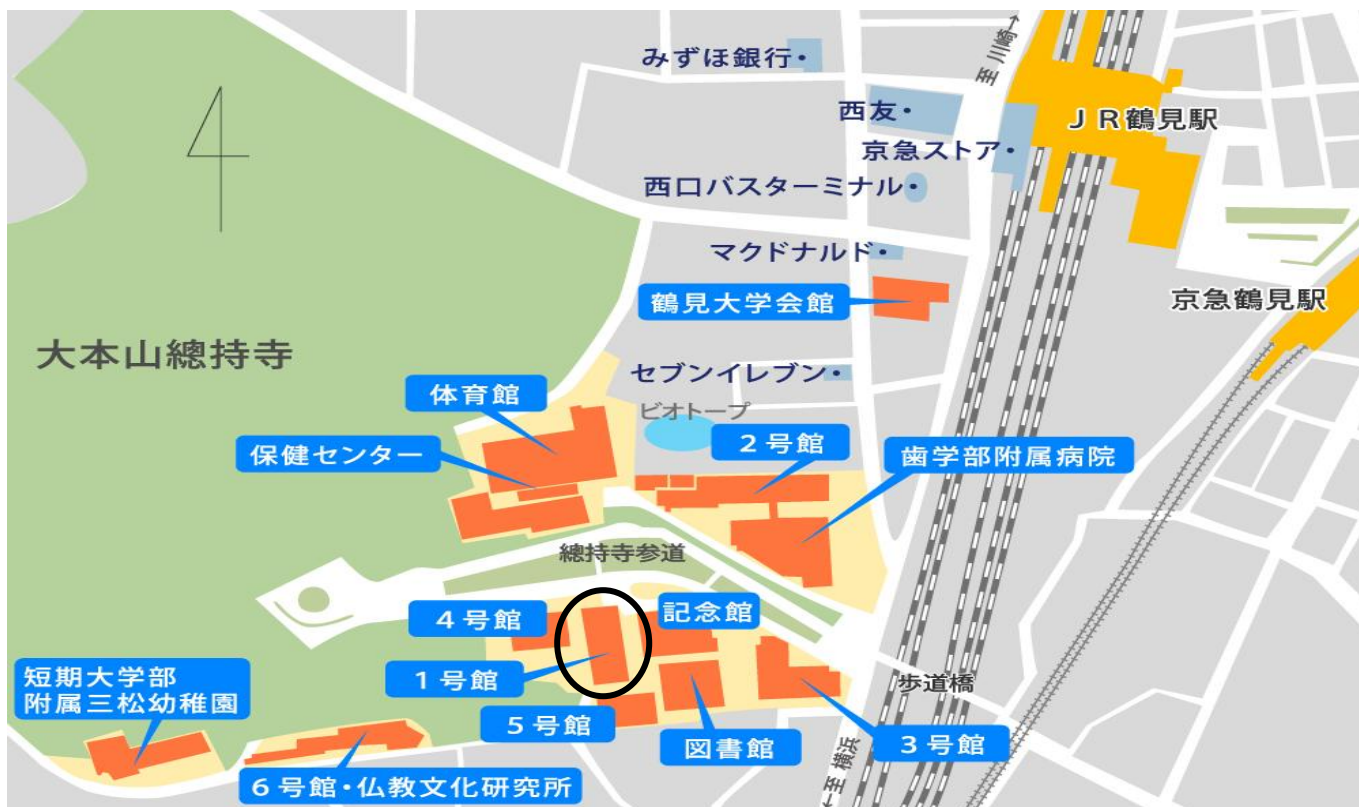 至 川崎→
みずほ銀行・
西友・
JR鶴見駅
京急ストア・
西口バスターミナル・
マクドナルド・
鶴見大学会館
京急鶴見駅
大本山總持寺
セブンイレブン・
体育館
ビオトープ
保健センター
2号館
歯学部附属病院
總持寺参道
4号館
記念館
1号館
短期大学部
附属三松幼稚園
歩道橋
5号館
図書館
3号館
6号館・仏教文化研究所
←至 横浜